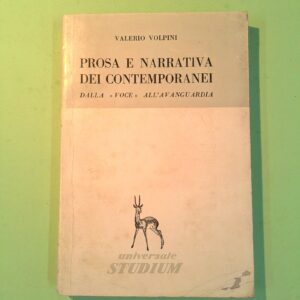 VALERIO VOLPINI
PROSA E NARRATIVA
DEI CONTEMPORANEI
DALLA «VOCE» ALL'AVANGUARDIA
universale
STUDIUM